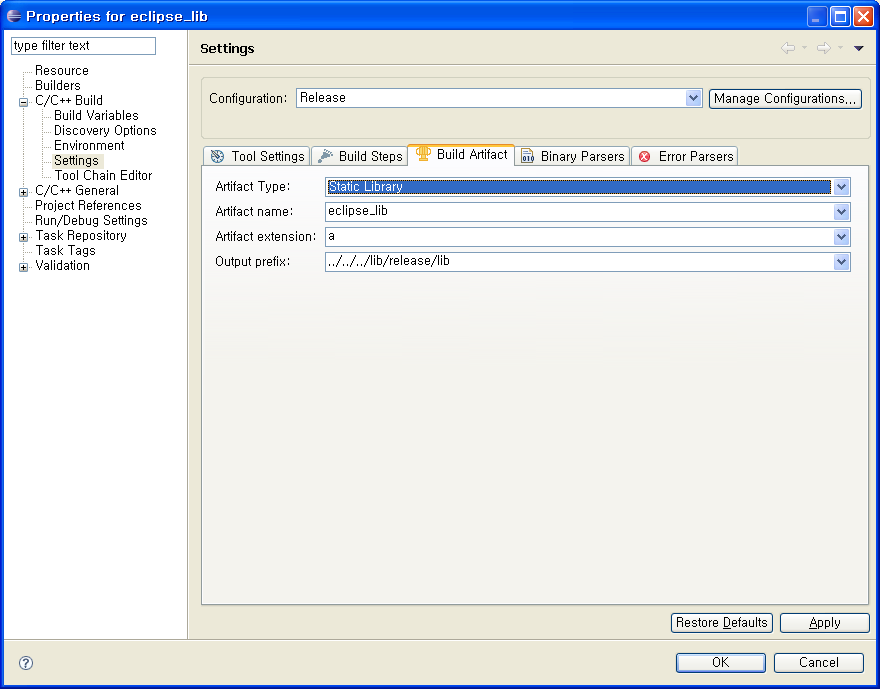 Properties for eclipse_lib
type filter text
Resource
Builders
C/C++ Build
Build Variables
Discovery Options
Environment
Settings
Tool Chain Editor
C/C++ General
Project References
Run/Debug Settings
Task Repository
Task Tags
Validation
Settings
Configuration: Release Manage Configurations...
Tool Settings Build Steps Build Artifact Binary Parsers Error Parsers
Artifact Type: Static Library
Artifact name: eclipse_lib
Artifact extension: a
Output prefix: ../../../lib/release/lib
Restore Defaults Apply
OK Cancel